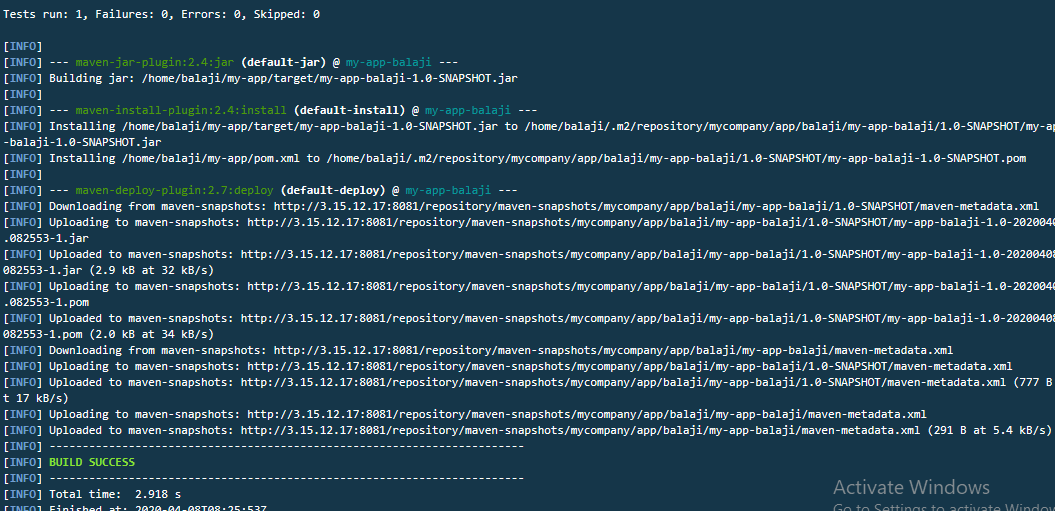 Tests run: 1, Failures: 0, Errors: 0, Skipped: 0
[INFO]
[INFO] --- maven-jar-plugin:2.4:jar (default-jar) @ my-app-balaji ---
[INFO] Building jar: /home/balaji/my-app/target/my-app-balaji-1.0-SNAPSHOT.jar
[INFO]
[INFO] --- maven-install-plugin:2.4:install (default-install) @ my-app-balaji ---
[INFO] Installing /home/balaji/my-app/target/my-app-balaji-1.0-SNAPSHOT.jar to /home/balaji/.m2/repository/mycompany/app/balaji/my-app-balaji/1.0-SNAPSHOT/my-ap
-balaji-1.0-SNAPSHOT.jar
[INFO] Installing /home/balaji/my-app/pom.xml to /home/balaji/.m2/repository/mycompany/app/balaji/my-app-balaji/1.0-SNAPSHOT/my-app-balaji-1.0-SNAPSHOT.pom
[INFO]
[INFO] --- maven-deploy-plugin:2.7:deploy (default-deploy) @ my-app-balaji ---
[INFO] Downloading from maven-snapshots: http://3.15.12.17:8081/repository/maven-snapshots/mycompany/app/balaji/my-app-balaji/1.0-SNAPSHOT/maven-metadata.xml
[INFO] Uploading to maven-snapshots: http://3.15.12.17:8081/repository/maven-snapshots/mycompany/app/balaji/my-app-balaji/1.0-SNAPSHOT/my-app-balaji-1.0-2020040
.082553-1.jar
[INFO] Uploaded to maven-snapshots: http://3.15.12.17:8081/repository/maven-snapshots/mycompany/app/balaji/my-app-balaji/1.0-SNAPSHOT/my-app-balaji-1.0-20200408
082553-1.jar (2.9 kB at 32 kB/s)
[INFO] Uploading to maven-snapshots: http://3.15.12.17:8081/repository/maven-snapshots/mycompany/app/balaji/my-app-balaji/1.0-SNAPSHOT/my-app-balaji-1.0-2020040
.082553-1.pom
[INFO] Uploaded to maven-snapshots: http://3.15.12.17:8081/repository/maven-snapshots/mycompany/app/balaji/my-app-balaji/1.0-SNAPSHOT/my-app-balaji-1.0-20200408
082553-1.pom (2.0 kB at 34 kB/s)
[INFO] Downloading from maven-snapshots: http://3.15.12.17:8081/repository/maven-snapshots/mycompany/app/balaji/my-app-balaji/maven-metadata.xml
[INFO] Uploading to maven-snapshots: http://3.15.12.17:8081/repository/maven-snapshots/mycompany/app/balaji/my-app-balaji/1.0-SNAPSHOT/maven-metadata.xml
[INFO] Uploaded to maven-snapshots: http://3.15.12.17:8081/repository/maven-snapshots/mycompany/app/balaji/my-app-balaji/1.0-SNAPSHOT/maven-metadata.xml (777 B
t 17 kB/s)
[INFO] Uploading to maven-snapshots: http://3.15.12.17:8081/repository/maven-snapshots/mycompany/app/balaji/my-app-balaji/maven-metadata.xml
[INFO] Uploaded to maven-snapshots: http://3.15.12.17:8081/repository/maven-snapshots/mycompany/app/balaji/my-app-balaji/maven-metadata.xml (291 B at 5.4 kB/s)
[INFO] ------------------------------------------------------------------------
[INFO] BUILD SUCCESS
[INFO] ------------------------------------------------------------------------
[INFO] Total time:  2.918 s
[INFO] Finished at: 2020-04-08T08:25:53Z
Activate Windows
Go to Settings to activate Window